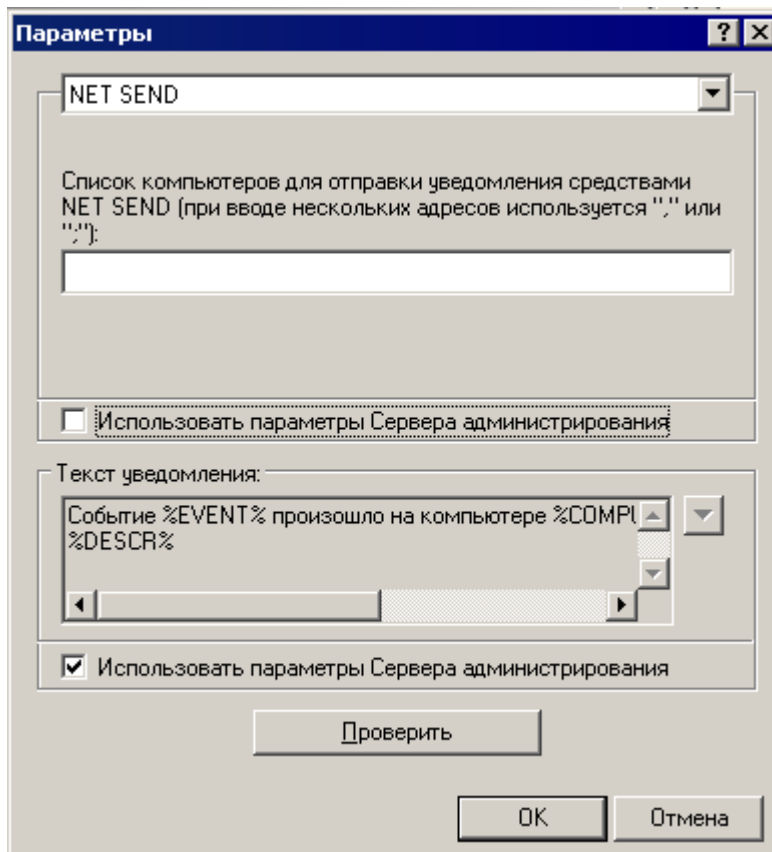 Параметры
NET SEND
Список компьютеров для отправки уведомления средствами
NET SEND (при вводе нескольких адресов используется "," или
";"):
Использовать параметры Сервера администрирования
Текст уведомления:
Событие %EVENT% произошло на компьютере
%DESCR%
Использовать параметры Сервера администрирования
Проверить
OK
Отмена